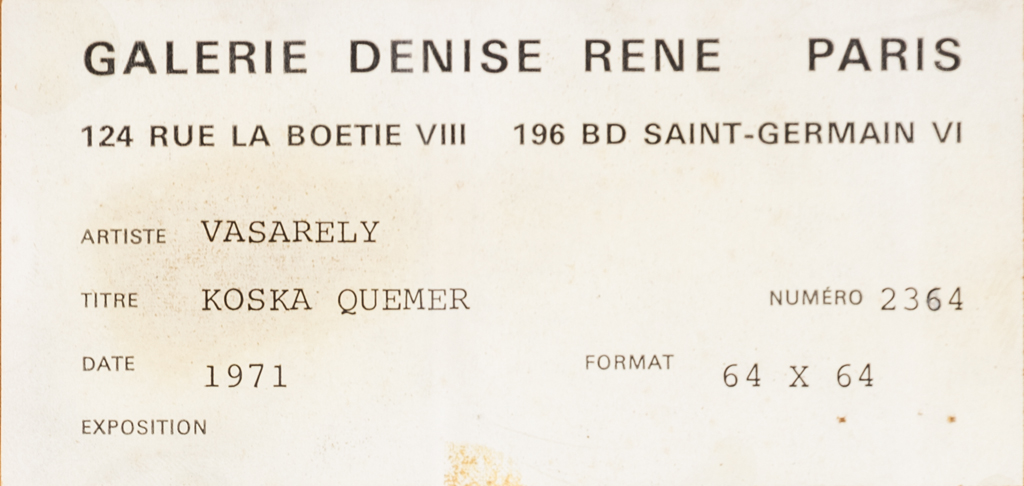 GALERIE DENISE RENE PARIS
124 RUE LA BOETIE VIII 196 BD SAINT-GERMAIN VI
ARTISTE VASARELY
TITRE KOSKA QUEMER NUMÉRO 2364
DATE 1971 FORMAT 64 X 64
EXPOSITION